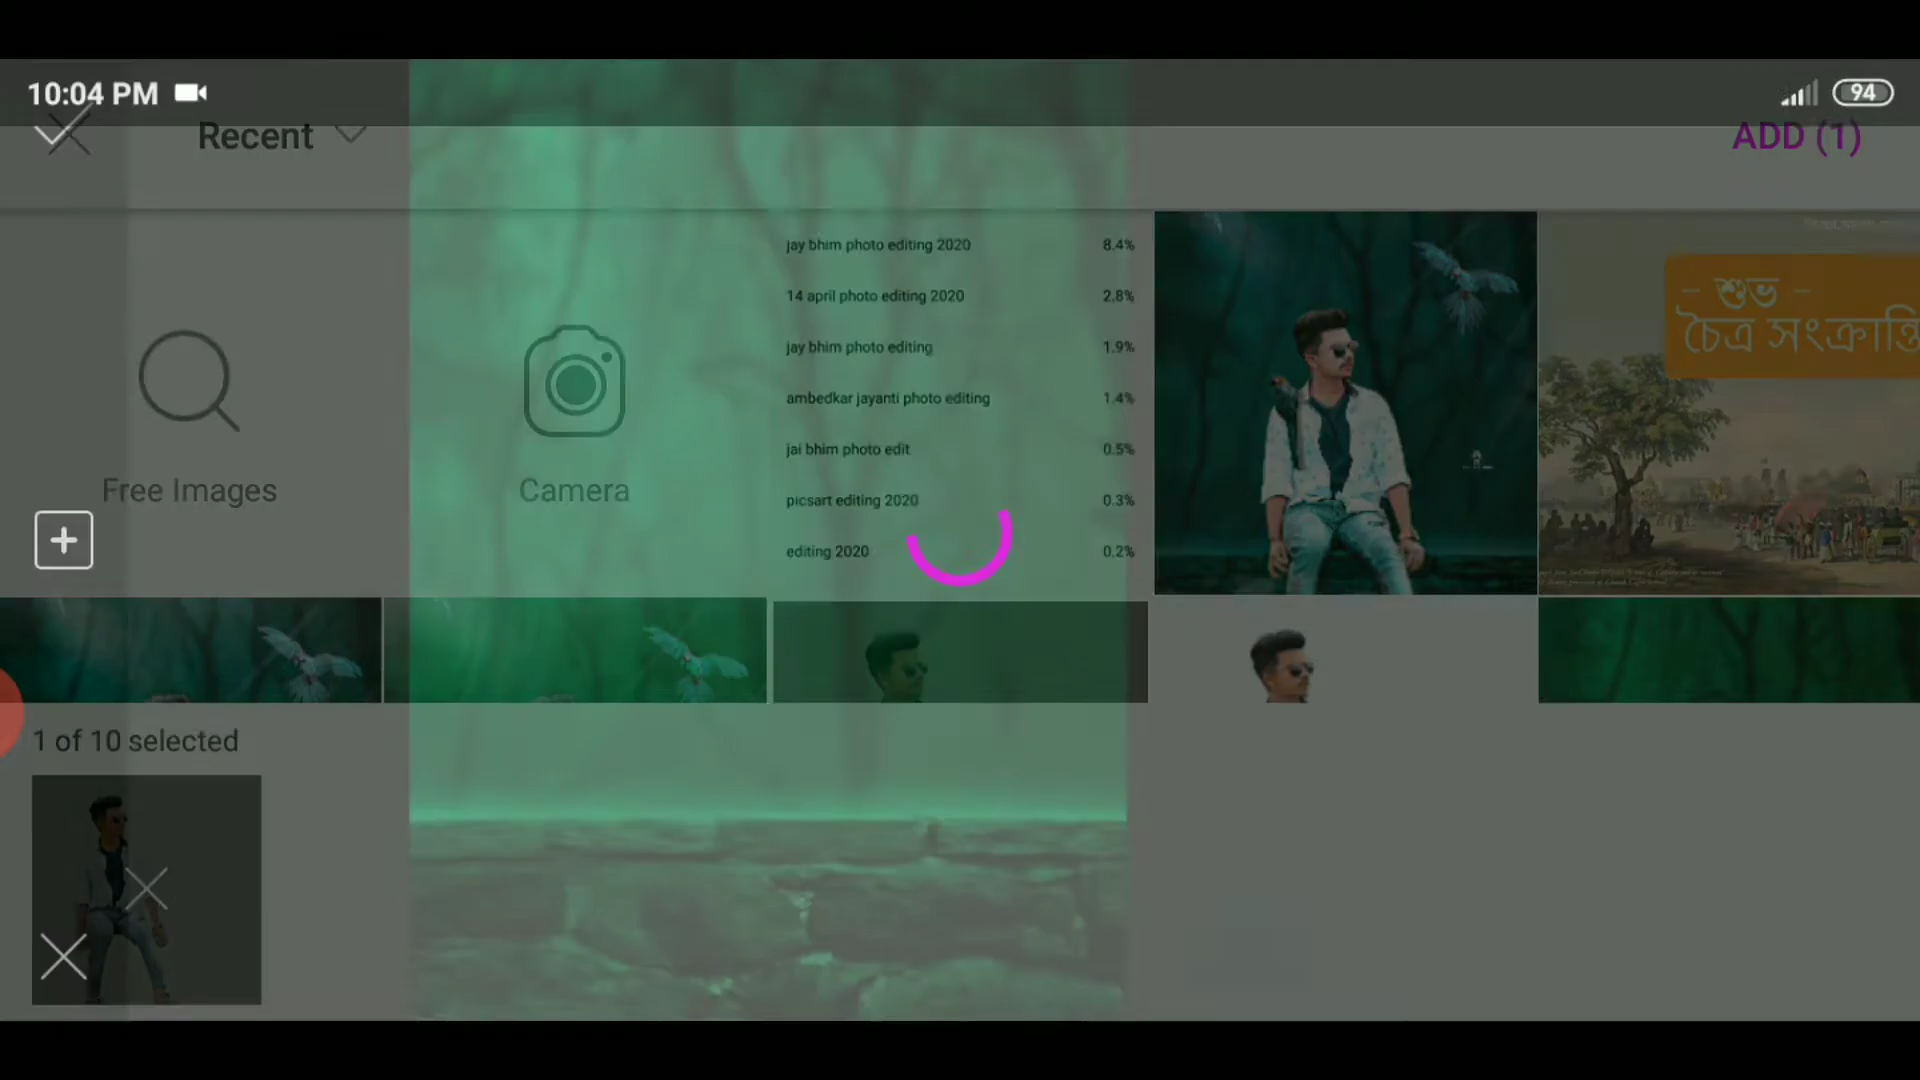 10:04 PM
94
Recent
ADD (1)
jay bhim photo editing 2020 8.4%
14 april photo editing 2020 2.8%
jay bhim photo editing 1.9%
ambedkar jayanti photo editing 1.4%
jai bhim photo edit 0.5%
picsart editing 2020 0.3%
editing 2020 0.2%
Free Images
Camera
– শুভ –
চৈত্র সংক্রান্তি
1 of 10 selected